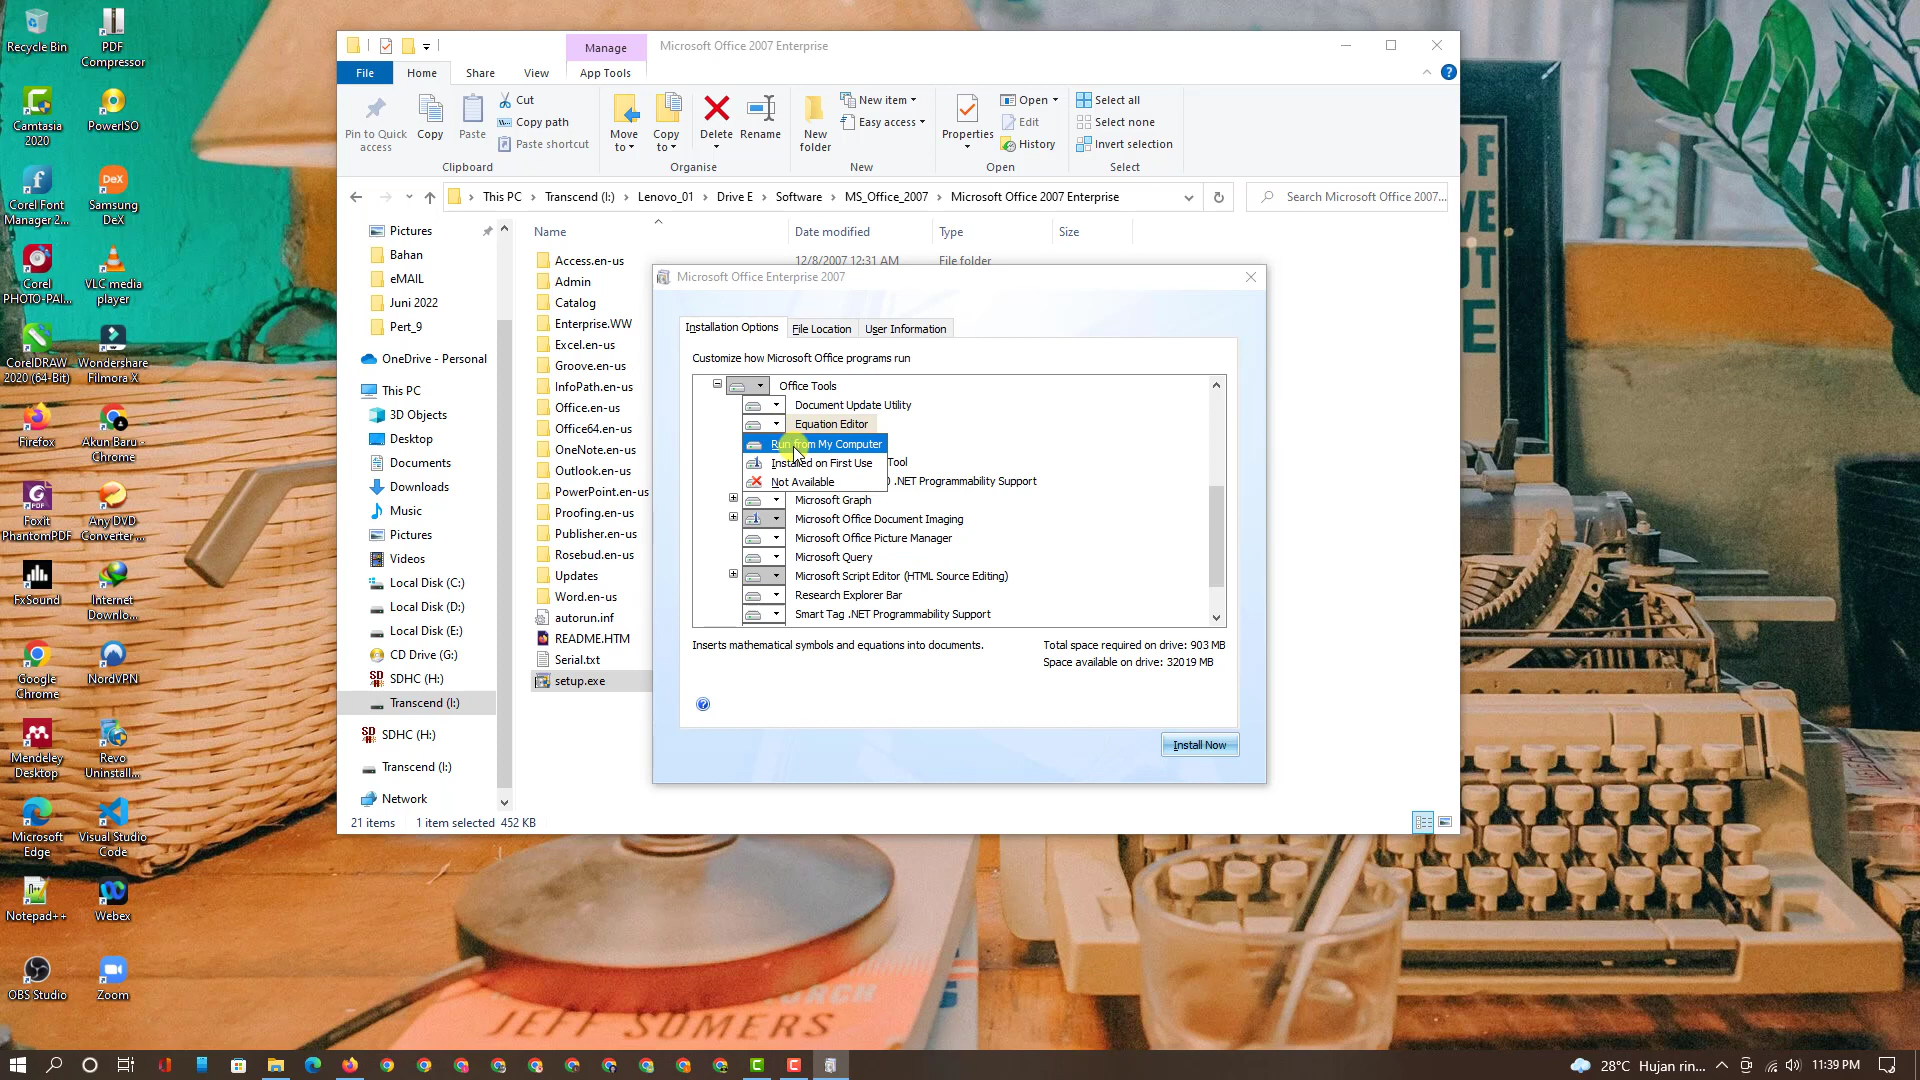 Recycle Bin
PDF
Compressor
Camtasia
2020
PowerISO
Corel Font
Manager 2...
Samsung
DeX
Corel
PHOTO-PAI...
VLC media
player
CorelDRAW
2020 (64-Bit)
Wondershare
Filmora X
Firefox
Akun Baru -
Chrome
Foxit
PhantomPDF
Any DVD
Converter ...
FxSound
Internet
Downlo...
Google
Chrome
NordVPN
Mendeley
Desktop
Revo
Uninstall...
Microsoft
Edge
Visual Studio
Code
Notepad++
Webex
OBS Studio
Zoom
Manage
Microsoft Office 2007 Enterprise
File
Home
Share
View
App Tools
Pin to Quick
access
Copy
Paste
Cut
Copy path
Paste shortcut
Clipboard
Move
to
Copy
to
Delete
Rename
Organise
New
folder
New item
Easy access
New
Properties
Open
Edit
History
Open
Select all
Select none
Invert selection
Select
This PC
Transcend (I:)
Lenovo_01
Drive E
Software
MS_Office_2007
Microsoft Office 2007 Enterprise
Search Microsoft Office 2007...
Pictures
Bahan
eMAIL
Juni 2022
Pert_9
OneDrive - Personal
This PC
3D Objects
Desktop
Documents
Downloads
Music
Pictures
Videos
Local Disk (C:)
Local Disk (D:)
Local Disk (E:)
CD Drive (G:)
SDHC (H:)
Transcend (I:)
SDHC (H:)
Transcend (I:)
Network
Name
Date modified
Type
Size
Access.en-us
12/8/2007 12:31 AM
File folder
Admin
Catalog
Enterprise.WW
Excel.en-us
Groove.en-us
InfoPath.en-us
Office.en-us
Office64.en-us
OneNote.en-us
Outlook.en-us
PowerPoint.en-us
Proofing.en-us
Publisher.en-us
Rosebud.en-us
Updates
Word.en-us
autorun.inf
README.HTM
Serial.txt
setup.exe
21 items
1 item selected
452 KB
Microsoft Office Enterprise 2007
Installation Options
File Location
User Information
Customize how Microsoft Office programs run
Office Tools
Document Update Utility
Equation Editor
Run from My Computer
Installed on First Use
Tool
Not Available
.NET Programmability Support
Microsoft Graph
Microsoft Office Document Imaging
Microsoft Office Picture Manager
Microsoft Query
Microsoft Script Editor (HTML Source Editing)
Research Explorer Bar
Smart Tag .NET Programmability Support
Inserts mathematical symbols and equations into documents.
Total space required on drive: 903 MB
Space available on drive: 32019 MB
Install Now
JEFF SOMERS
28°C
Hujan rin...
11:39 PM